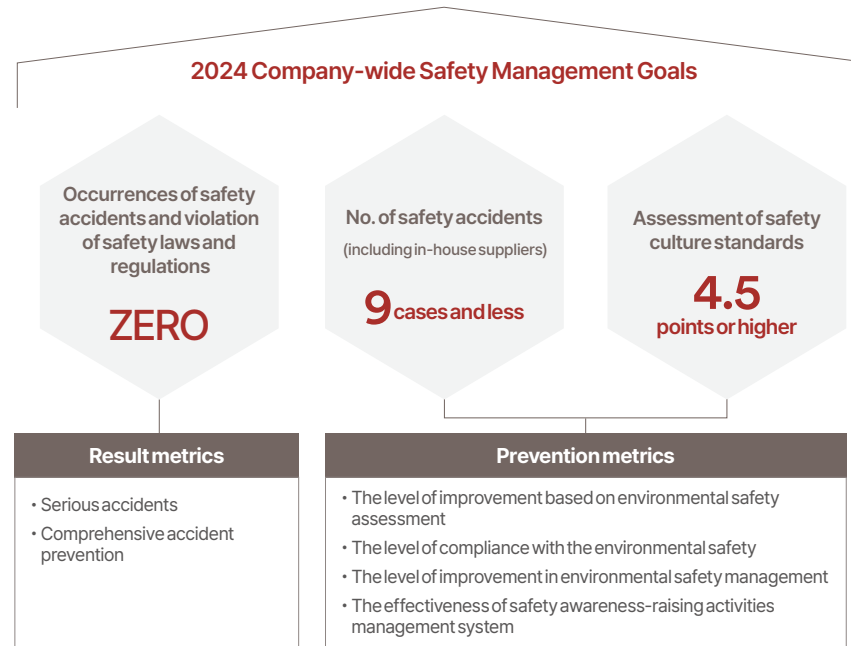 2024 Company-wide Safety Management Goals
Occurrences of safety
accidents and violation
of safety laws and
regulations
ZERO
No. of safety accidents
(including in-house suppliers)
9 cases and less
Assessment of safety
culture standards
4.5
points or higher
Result metrics
• Serious accidents
• Comprehensive accident
prevention
Prevention metrics
• The level of improvement based on environmental safety
assessment
• The level of compliance with the environmental safety
• The level of improvement in environmental safety management
• The effectiveness of safety awareness-raising activities
management system